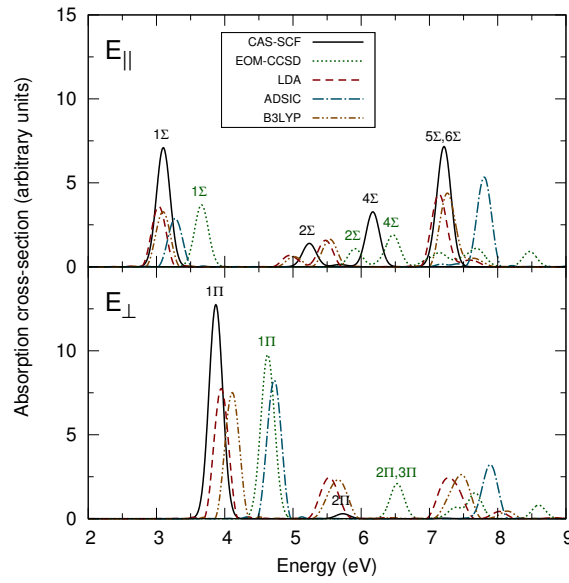 15
E||
CAS-SCF
EOM-CCSD
LDA
ADSIC
B3LYP
10
1Σ
5Σ,6Σ
5
1Σ
4Σ
2Σ
2Σ
4Σ
0
Absorption cross-section (arbitrary units)
E⊥
1Π
10
1Π
5
2Π,3Π
2Π
0
2 3 4 5 6 7 8 9
Energy (eV)